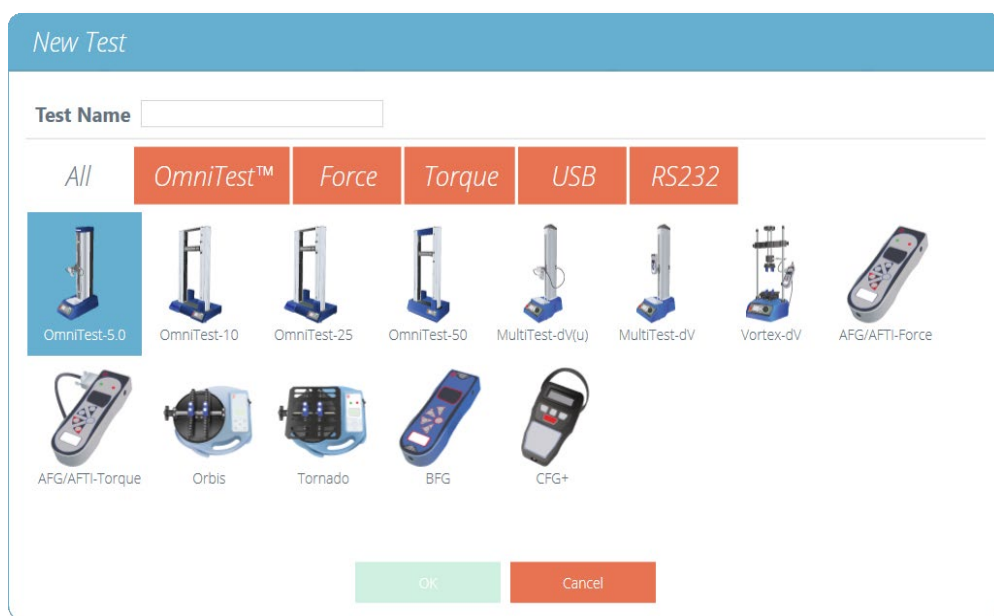 New Test
Test Name
All OmniTest™ Force Torque USB RS232
OmniTest-5.0 OmniTest-10 OmniTest-25 OmniTest-50 MultiTest-dV(u) MultiTest-dV Vortex-dV AFG/AFTI-Force
AFG/AFTI-Torque Orbis Tornado BFG CFG+
OK Cancel